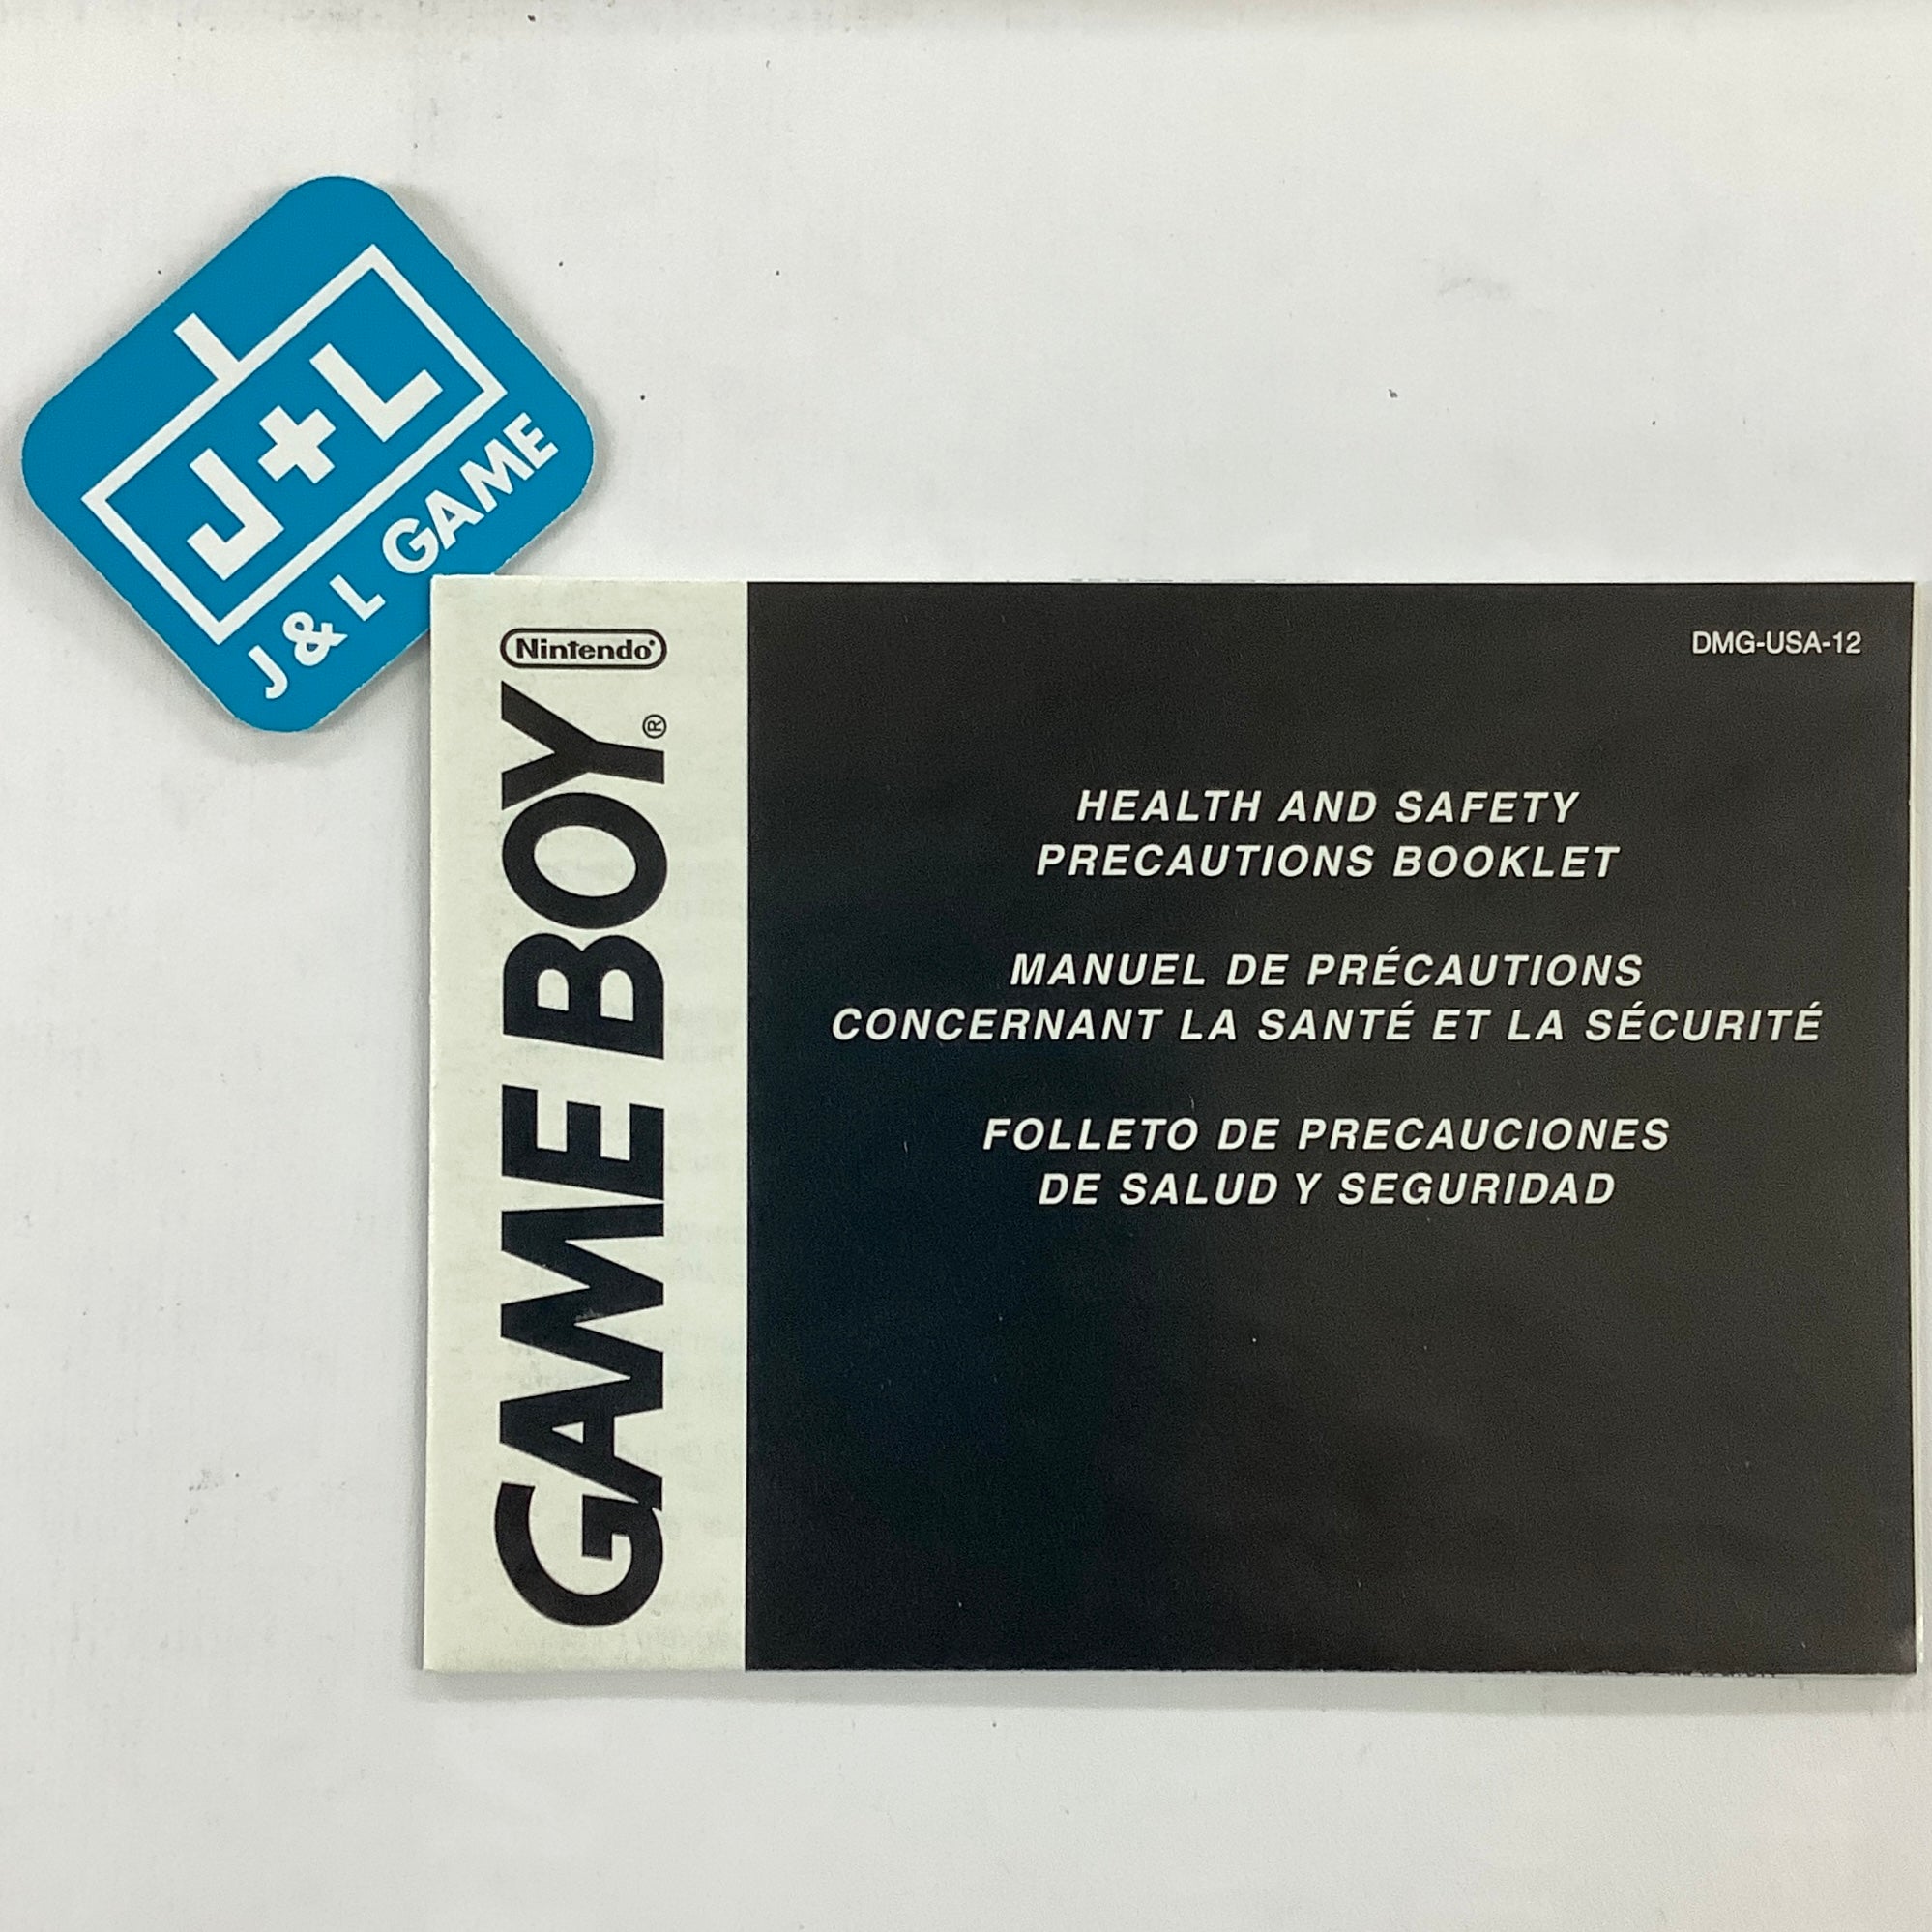 J+L
J & L GAME
Nintendo®
GAME BOY®
DMG-USA-12
HEALTH AND SAFETY
PRECAUTIONS BOOKLET
MANUEL DE PRÉCAUTIONS
CONCERNANT LA SANTÉ ET LA SÉCURITÉ
FOLLETO DE PRECAUCIONES
DE SALUD Y SEGURIDAD